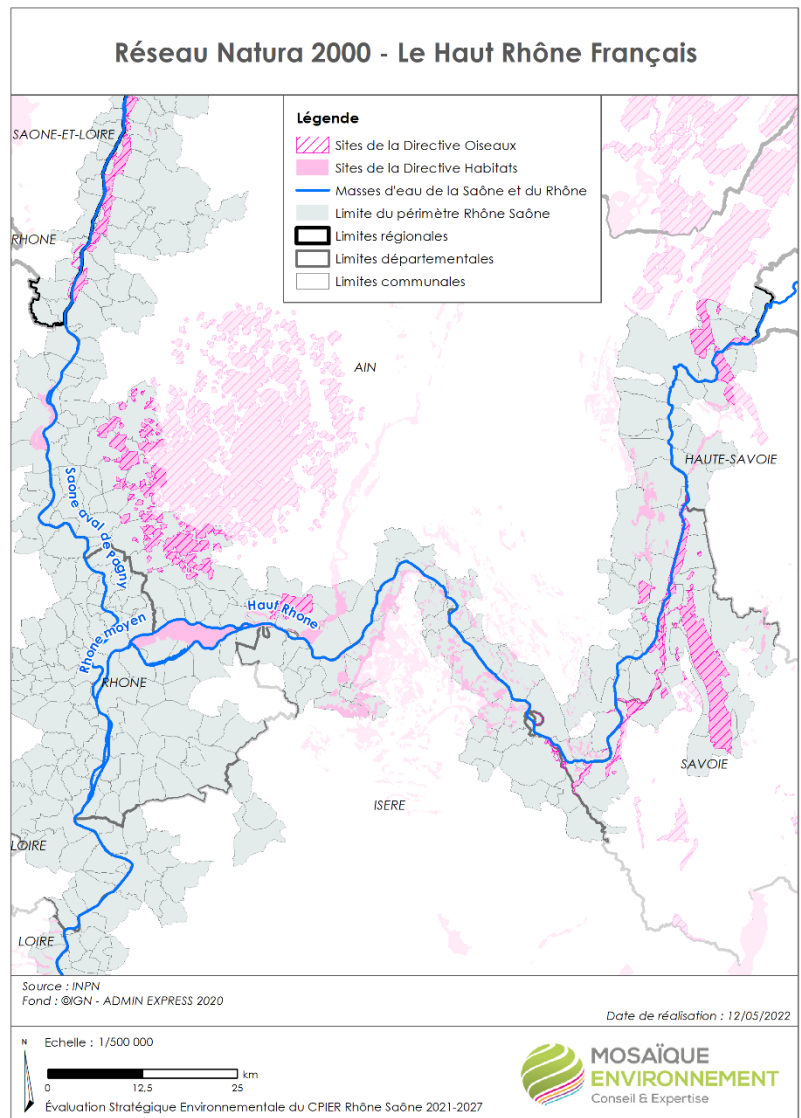 Réseau Natura 2000 - Le Haut Rhône Français
Légende
Sites de la Directive Oiseaux
Sites de la Directive Habitats
Masses d'eau de la Saône et du Rhône
Limite du périmètre Rhône Saône
Limites régionales
Limites départementales
Limites communales
SAONE-ET-LOIRE
RHONE
AIN
HAUTE-SAVOIE
Saone aval de Pagny
Haut Rhone
Rhone moyen
RHONE
SAVOIE
ISERE
LOIRE
LOIRE
Source : INPN
Fond : ©IGN - ADMIN EXPRESS 2020
Date de réalisation : 12/05/2022
N
Echelle : 1/500 000
km
0 12,5 25
Évaluation Stratégique Environnementale du CPIER Rhône Saône 2021-2027
MOSAÏQUE
ENVIRONNEMENT
Conseil & Expertise